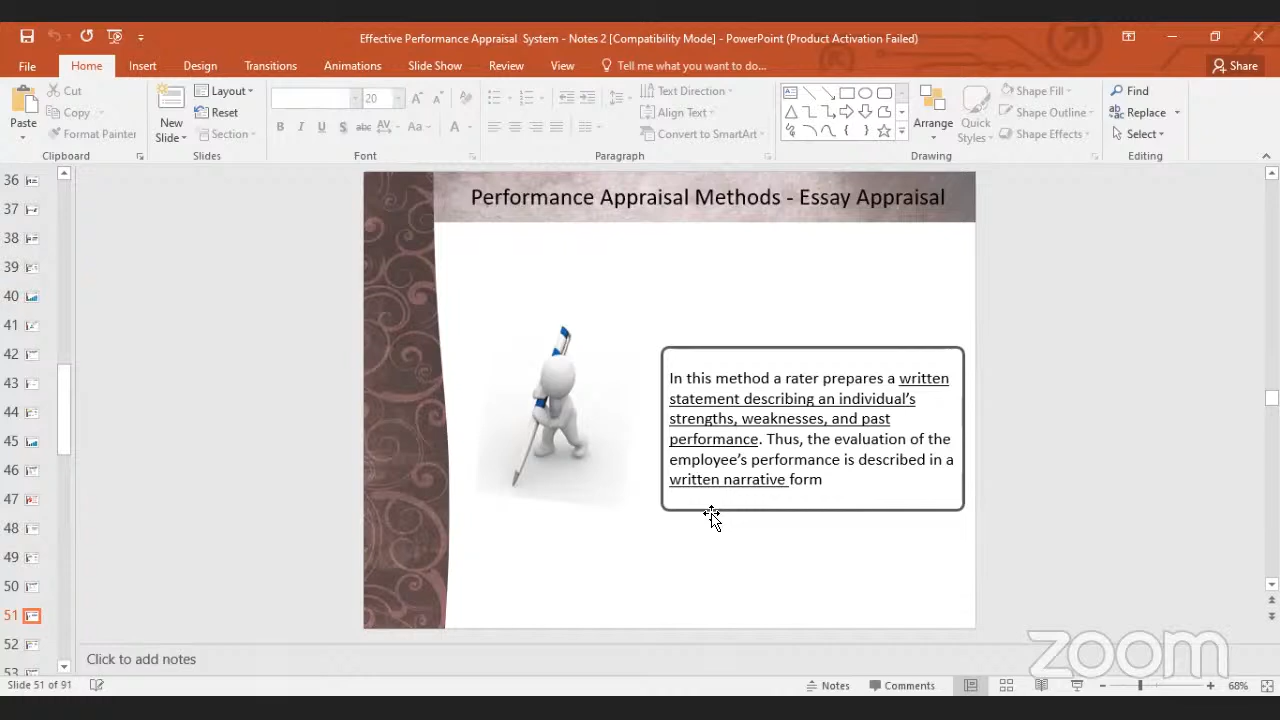 Effective Performance Appraisal System - Notes 2 [Compatibility Mode] - PowerPoint (Product Activation Failed)
File Home Insert Design Transitions Animations Slide Show Review View Tell me what you want to do... Share
Paste
Cut
Copy
Format Painter
Clipboard
New
Slide
Layout
Reset
Section
Slides
20
B I U S abc AV Aa A
Font
Text Direction
Align Text
Convert to SmartArt
Paragraph
Arrange
Quick
Styles
Shape Fill
Shape Outline
Shape Effects
Drawing
Find
Replace
Select
Editing
36
37
38
39
40
41
42
43
44
45
46
47
48
49
50
51
52
53
Performance Appraisal Methods - Essay Appraisal
In this method a rater prepares a written
statement describing an individual's
strengths, weaknesses, and past
performance. Thus, the evaluation of the
employee's performance is described in a
written narrative form
Click to add notes
Slide 51 of 91
Notes Comments 68%
zoom